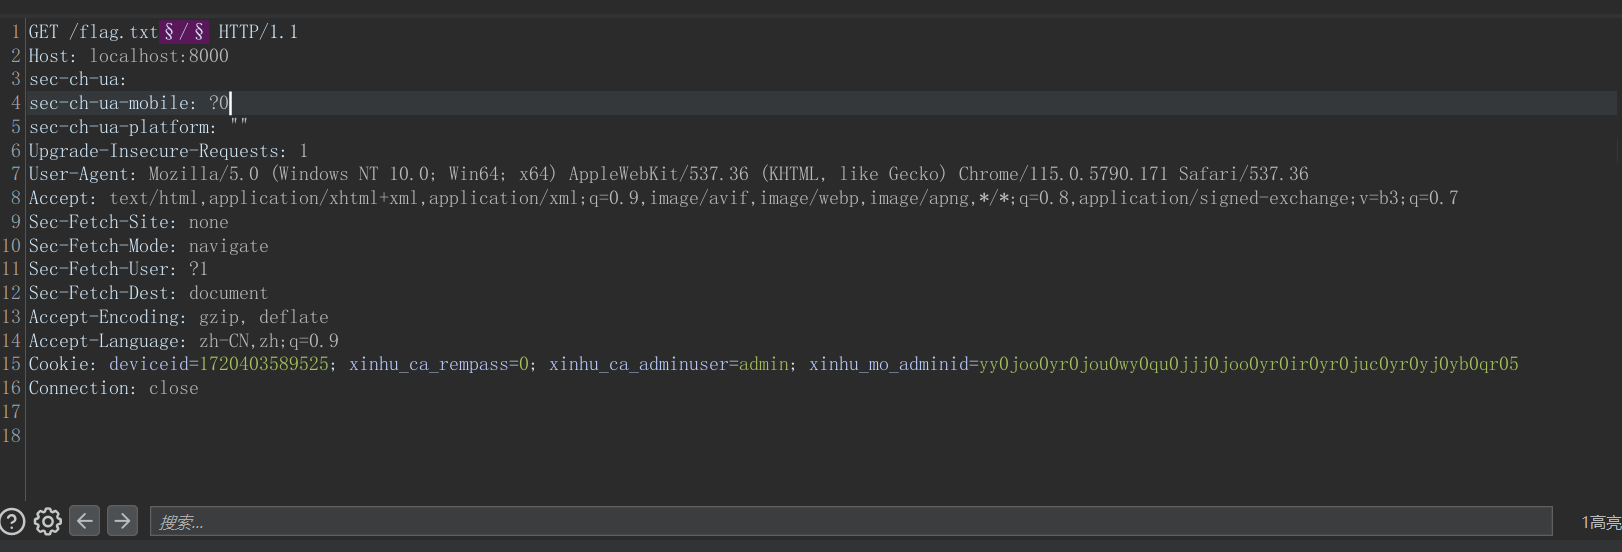 1 GET /flag.txt§/§ HTTP/1.1
2 Host: localhost:8000
3 sec-ch-ua:
4 sec-ch-ua-mobile: ?0
5 sec-ch-ua-platform: ""
6 Upgrade-Insecure-Requests: 1
7 User-Agent: Mozilla/5.0 (Windows NT 10.0; Win64; x64) AppleWebKit/537.36 (KHTML, like Gecko) Chrome/115.0.5790.171 Safari/537.36
8 Accept: text/html,application/xhtml+xml,application/xml;q=0.9,image/avif,image/webp,image/apng,*/*;q=0.8,application/signed-exchange;v=b3;q=0.7
9 Sec-Fetch-Site: none
10 Sec-Fetch-Mode: navigate
11 Sec-Fetch-User: ?1
12 Sec-Fetch-Dest: document
13 Accept-Encoding: gzip, deflate
14 Accept-Language: zh-CN,zh;q=0.9
15 Cookie: deviceid=1720403589525; xinhu_ca_rempass=0; xinhu_ca_adminuser=admin; xinhu_mo_adminid=yy0joo0yr0jou0wy0qu0jjj0joo0yr0ir0yr0juc0yr0yj0yb0qr05
16 Connection: close
17
18
搜索... 1高亮